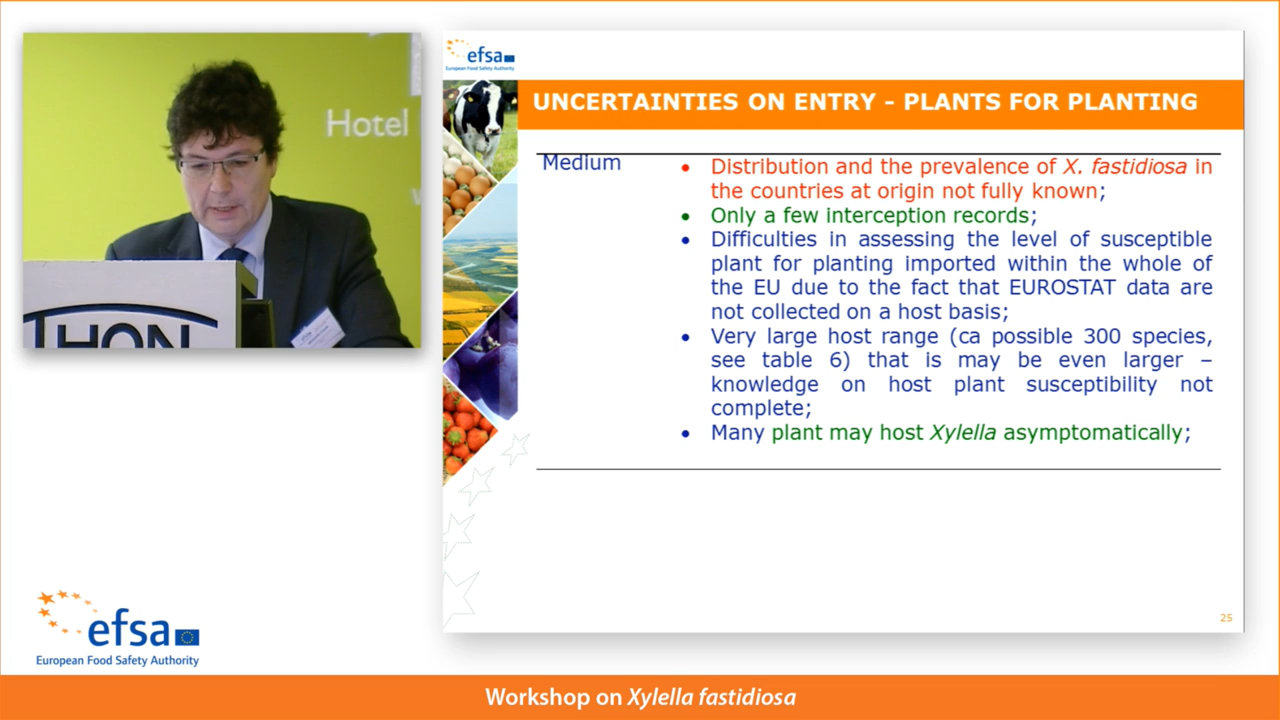 Hotel
THON
efsa
European Food Safety Authority
UNCERTAINTIES ON ENTRY - PLANTS FOR PLANTING
Medium
• Distribution and the prevalence of X. fastidiosa in
the countries at origin not fully known;
• Only a few interception records;
• Difficulties in assessing the level of susceptible
plant for planting imported within the whole of
the EU due to the fact that EUROSTAT data are
not collected on a host basis;
• Very large host range (ca possible 300 species,
see table 6) that is may be even larger –
knowledge on host plant susceptibility not
complete;
• Many plant may host Xylella asymptomatically;
25
efsa
European Food Safety Authority
Workshop on Xylella fastidiosa